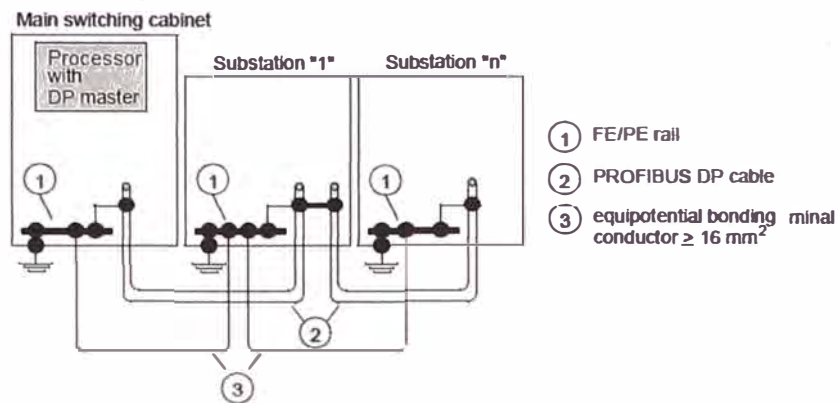 Main switching cabinet
Processor
with
DP master
Substation "1"
Substation "n"
1
1
1
2
3
1 FE/PE rail
2 PROFIBUS DP cable
3 equipotential bonding minal
conductor ≥ 16 mm²